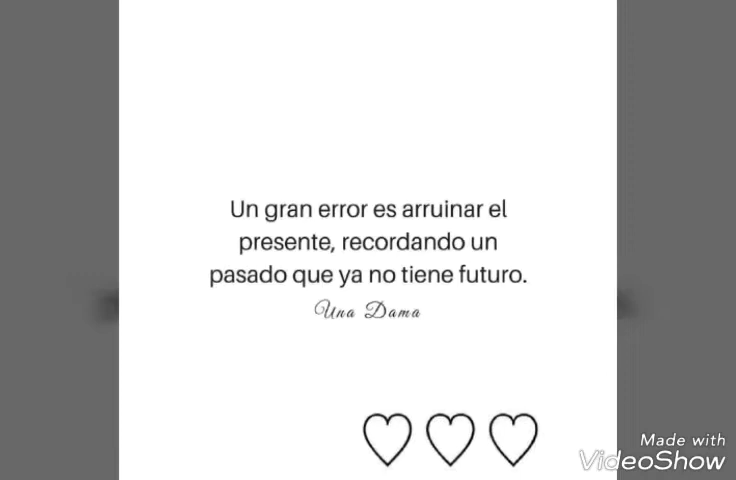 Un gran error es arruinar el
presente, recordando un
pasado que ya no tiene futuro.
Una Dama
Made with
VideoShow